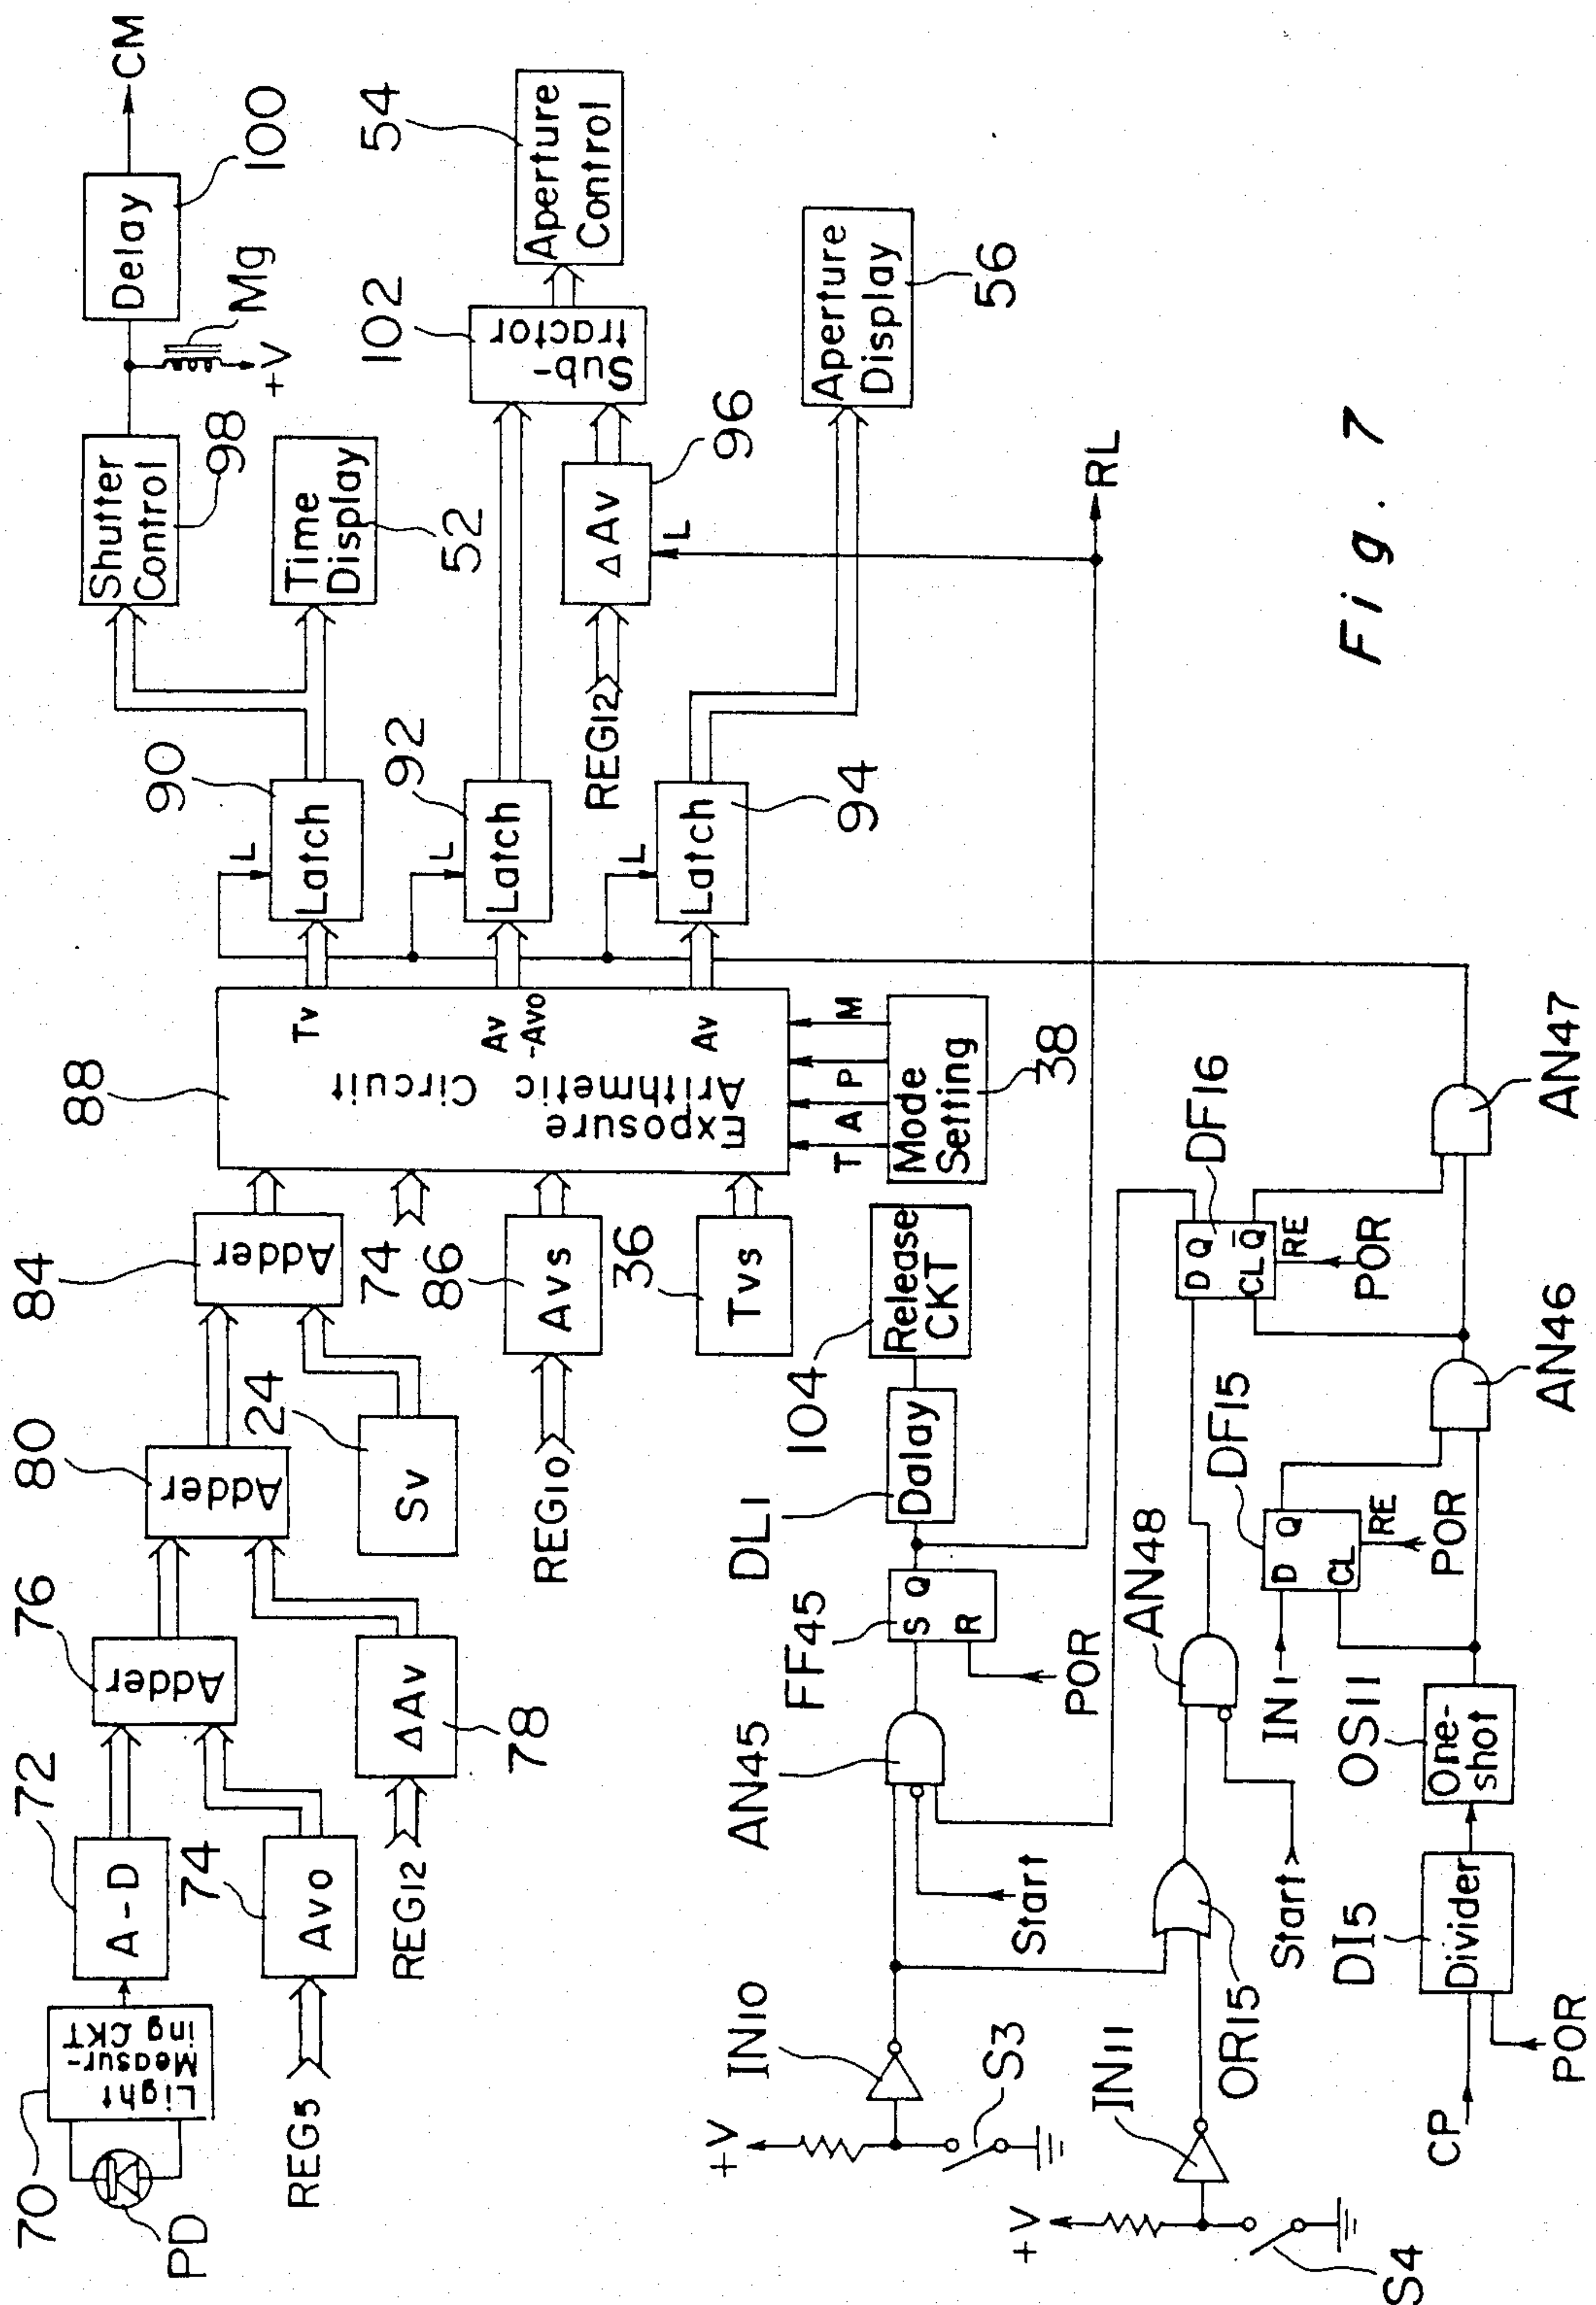 70
Light
Measur-
ing CKT
PD
72
A-D
74
Avo
REG5
76
Adder
ΔAv
78
REG12
80
Adder
24
Sv
84
Adder
74
86
Avs
REG10
36
Tvs
88
Exposure
Arithmetic Circuit
Tv
Av
-Avo
Av
T A P M
Mode
Setting
38
90
L
Latch
92
L
Latch
94
L
Latch
Shutter
Control
98
Time
Display
52
Delay
100
CM
Mg
+V
102
Sub-
tractor
Aperture
Control
54
ΔAv
L
96
REG12
Aperture
Display
56
RL
+V
IN10
S3
AN45
Start
FF45
S Q
R
POR
DL1
Dalay
104
Release
CKT
+V
IN11
S4
OR15
AN48
Start
DF16
D Q
CL Q̅
RE
POR
AN47
CP
POR
DI5
Divider
OS11
One-
shot
IN1
DF15
D Q
CL
RE
POR
AN46
Fig. 7